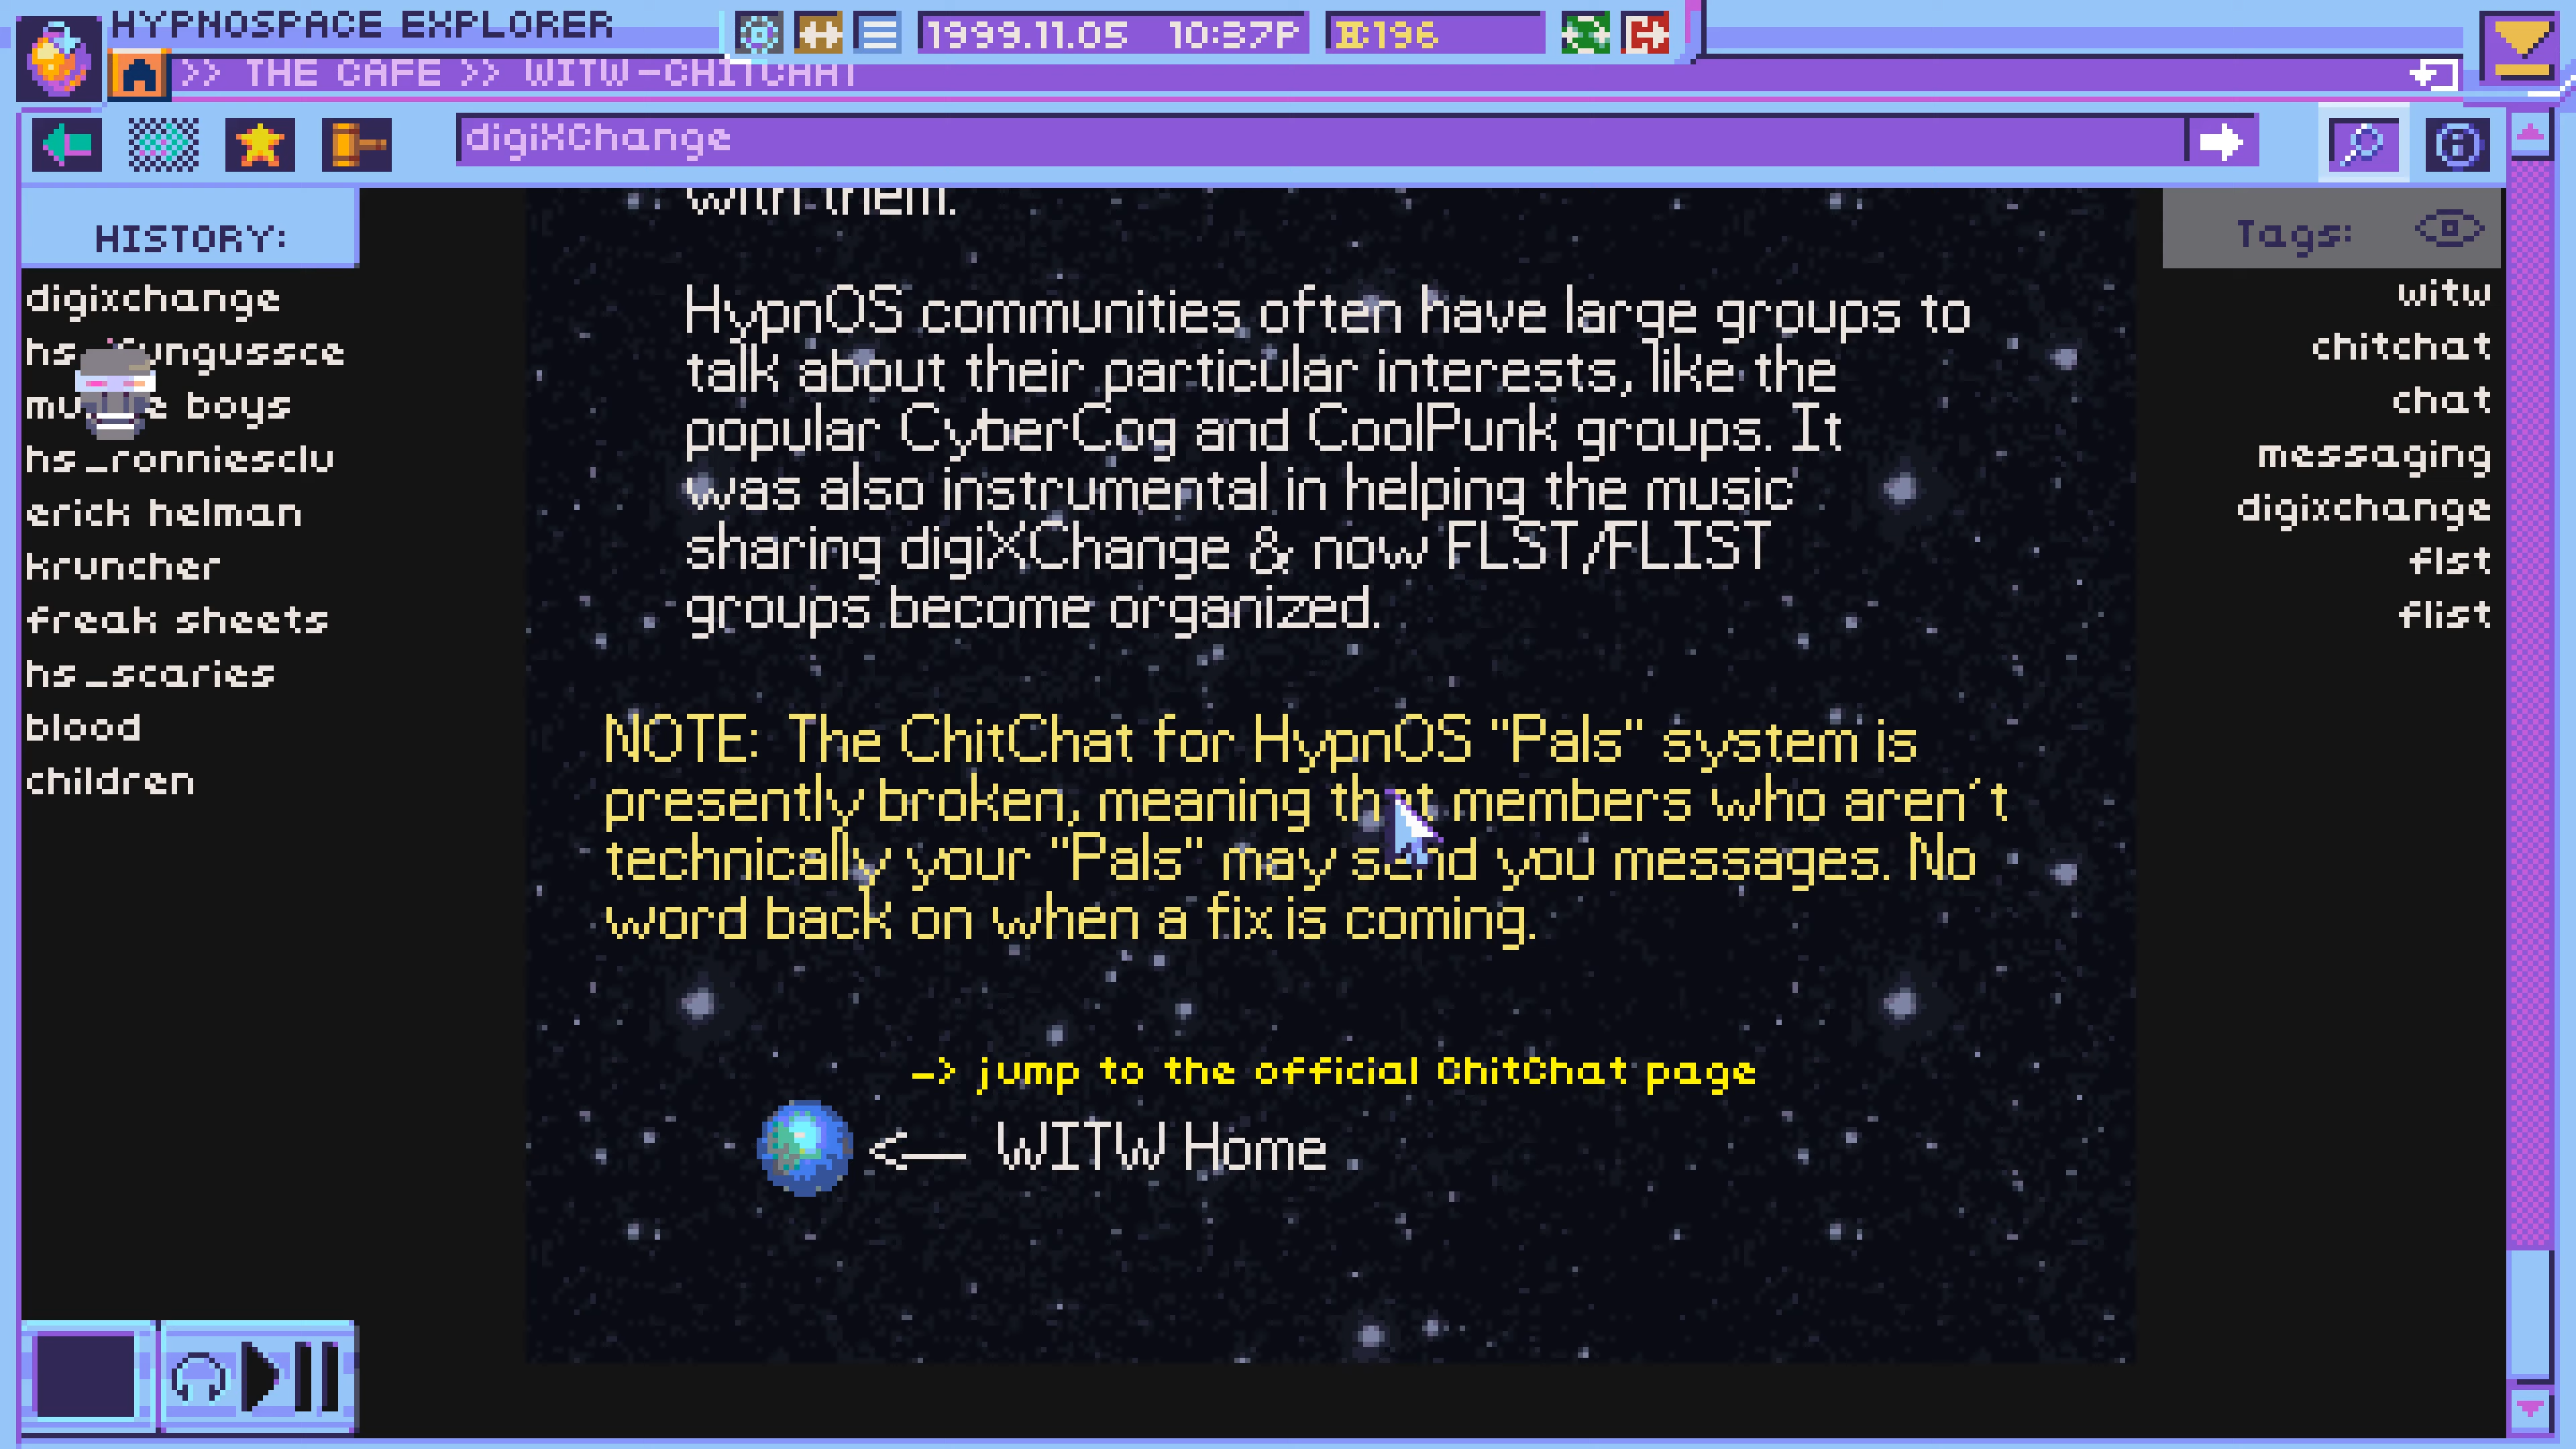 HYPNOSPACE EXPLORER
1999.11.05 10:37P
196
>> THE CAFE >> WITW-CHITCHAT
digiXChange
HISTORY:
digixchange
hs_fungussce
boys
hs_ronniesclu
erick helman
kruncher
freak sheets
hs_scaries
blood
children
with them.
HypnOS communities often have large groups to
talk about their particular interests, like the
popular CyberCog and CoolPunk groups. It
was also instrumental in helping the music
sharing digiXChange & now FLST/FLIST
groups become organized.
NOTE: The ChitChat for HypnOS "Pals" system is
presently broken, meaning that members who aren't
technically your "Pals" may send you messages. No
word back on when a fix is coming.
-> jump to the official ChitChat page
<— WITW Home
Tags:
witw
chitchat
chat
messaging
digixchange
flst
flist